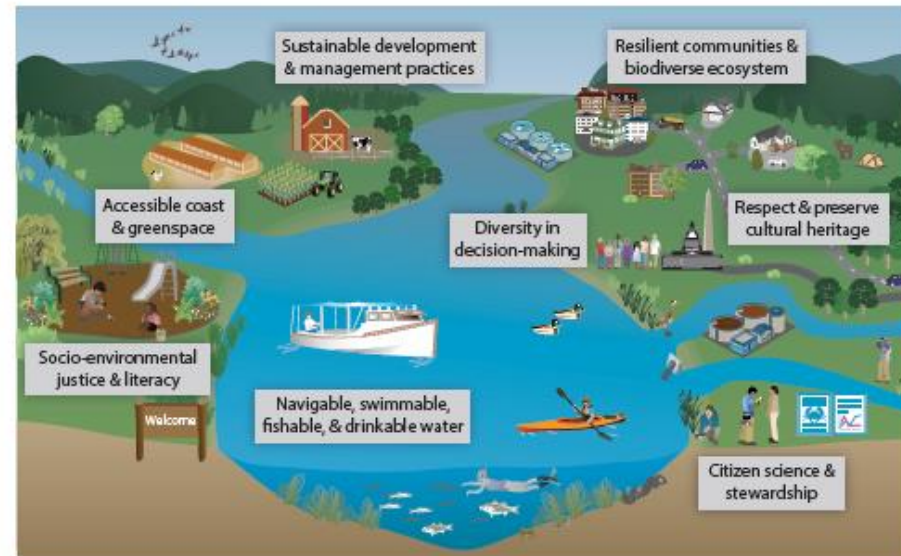 Sustainable development
& management practices
Resilient communities &
biodiverse ecosystem
Accessible coast
& greenspace
Diversity in
decision-making
Respect & preserve
cultural heritage
Socio-environmental
justice & literacy
Welcome
Navigable, swimmable,
fishable, & drinkable water
Citizen science &
stewardship